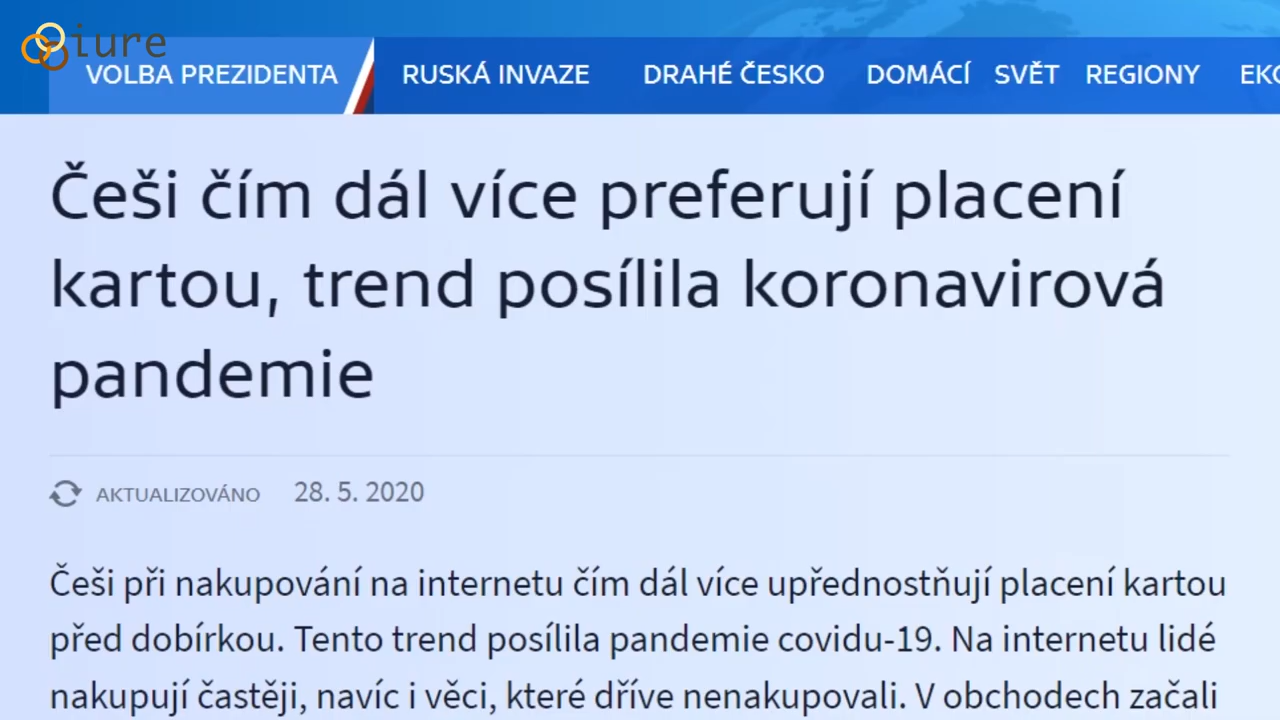 iure
VOLBA PREZIDENTA RUSKÁ INVAZE DRAHÉ ČESKO DOMÁCÍ SVĚT REGIONY EKO
Češi čím dál více preferují placení
kartou, trend posílila koronavirová
pandemie
AKTUALIZOVÁNO 28. 5. 2020
Češi při nakupování na internetu čím dál více upřednostňují placení kartou
před dobírkou. Tento trend posílila pandemie covidu-19. Na internetu lidé
nakupují častěji, navíc i věci, které dříve nenakupovali. V obchodech začali